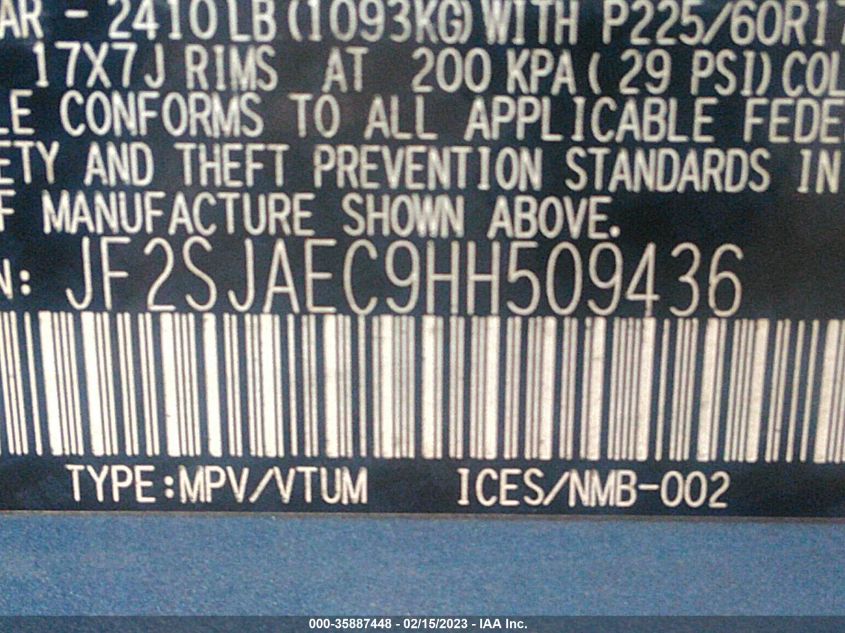 AR - 2410 LB (1093KG) WITH P225/60R17
17X7J RIMS AT 200 KPA ( 29 PSI) COL
LE CONFORMS TO ALL APPLICABLE FEDE
ETY AND THEFT PREVENTION STANDARDS IN
F MANUFACTURE SHOWN ABOVE.
N: JF2SJAEC9HH509436
TYPE:MPV/VTUM ICES/NMB-002
000-35887448 - 02/15/2023 - IAA Inc.